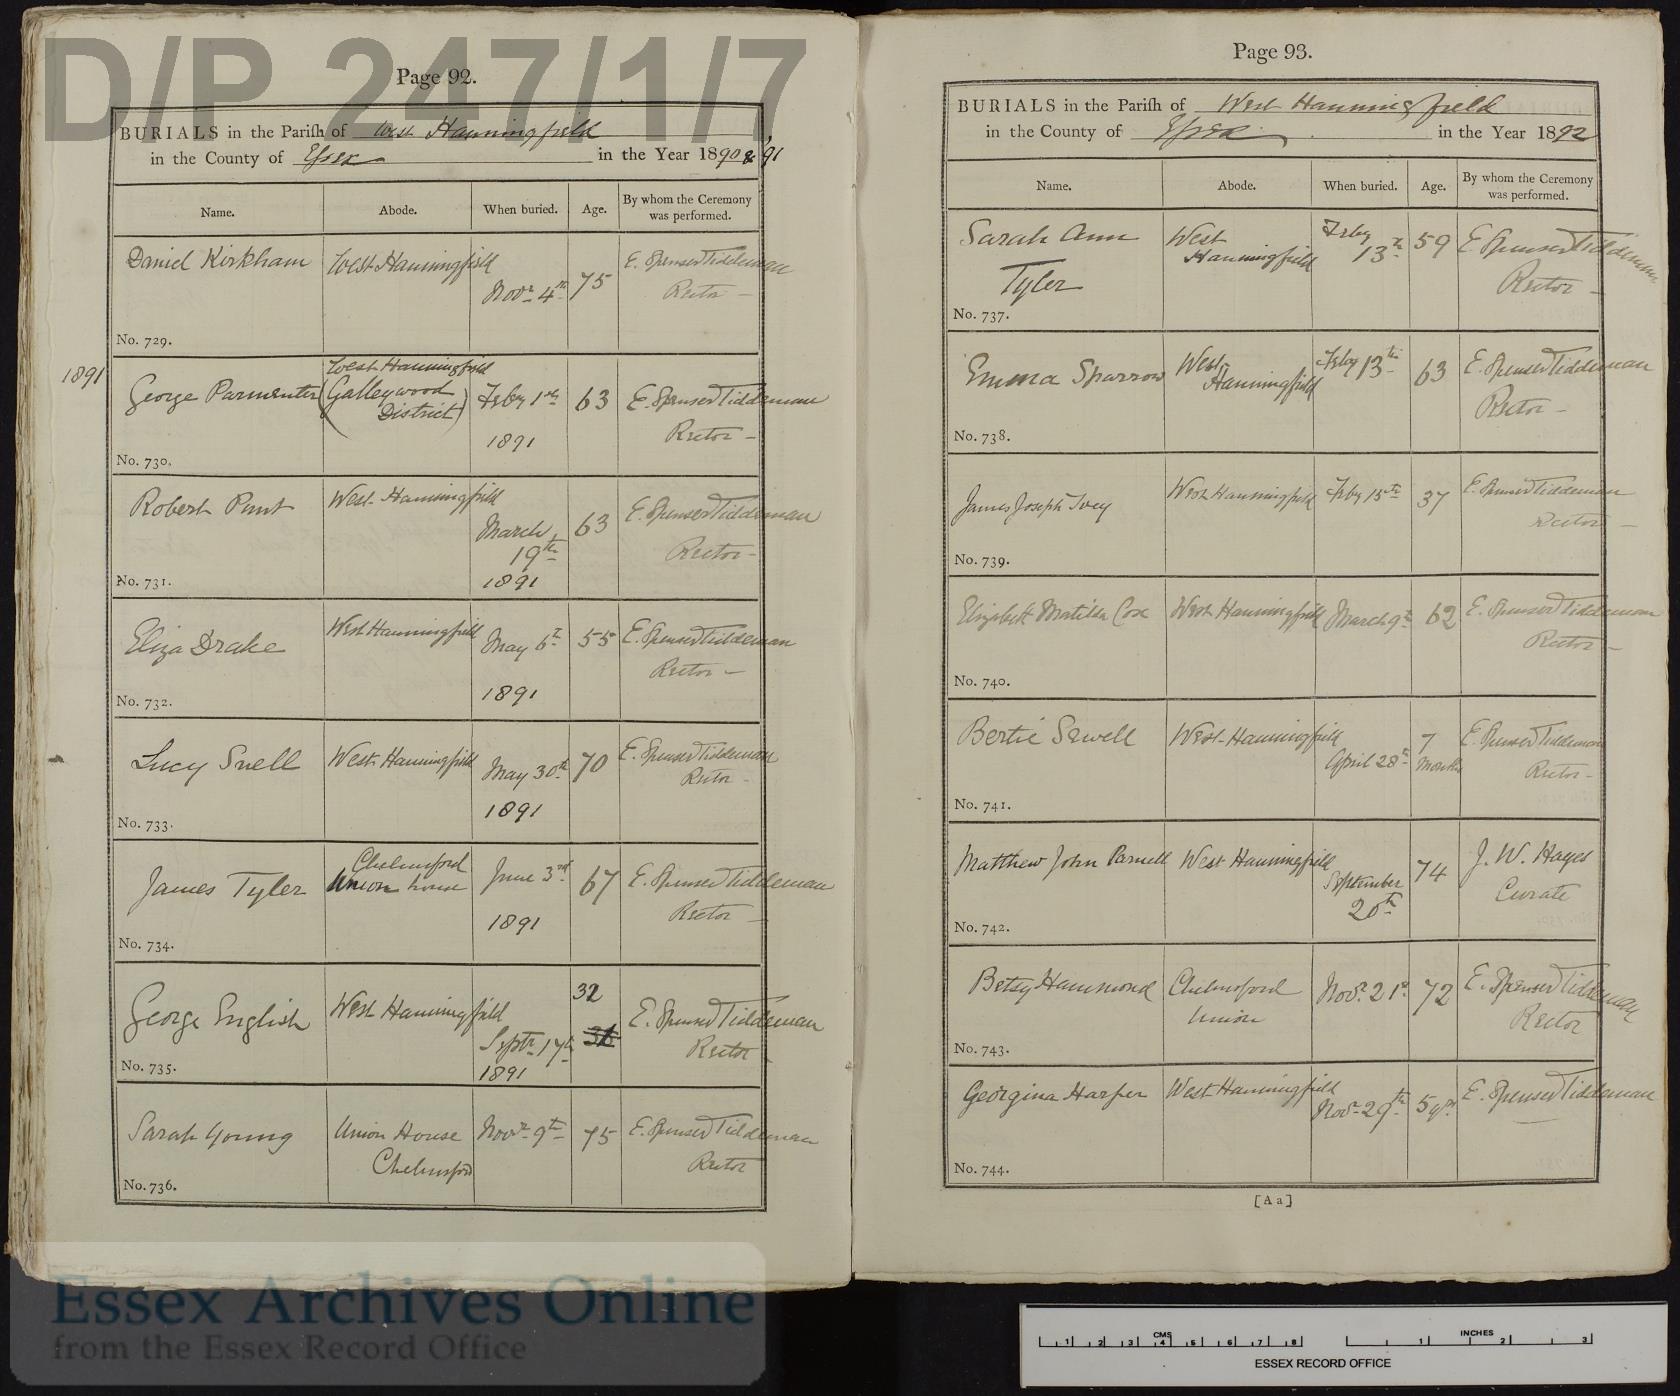 D/P 247/1/7
Page 92.
BURIALS in the Parish of West Hanningfield
in the County of Essex in the Year 1890 & '91
Name. Abode. When buried. Age. By whom the Ceremony was performed.
Daniel Kirkham West Hanningfield Novr. 4th 75 E. Spenser Tiddeman
Rector
No. 729.
1891
George Parmenter West Hanningfield
(Galleywood
District) Feby 1st 63 E. Spenser Tiddeman
1891 Rector
No. 730.
Robert Punt West Hanningfield March 63 E. Spenser Tiddeman
19th Rector
1891
No. 731.
Eliza Drake West Hanningfield May 6th 55 E. Spenser Tiddeman
1891 Rector
No. 732.
Lucy Snell West Hanningfield May 30th 70 E. Spenser Tiddeman
1891 Rector
No. 733.
James Tyler Chelmsford
Union house June 3rd 67 E. Spenser Tiddeman
1891 Rector
No. 734.
George English West Hanningfield Septr. 17th 32 E. Spenser Tiddeman
1891 Rector
No. 735.
Sarah Young Union House Novr. 9th 75 E. Spenser Tiddeman
Chelmsford Rector
No. 736.
Page 93.
BURIALS in the Parish of West Hanningfield
in the County of Essex in the Year 1892
Name. Abode. When buried. Age. By whom the Ceremony was performed.
Sarah Ann West Feby 59 E Spenser Tiddeman
Tyler Hanningfield 13th Rector
No. 737.
Emma Sparrow West Feby 13th 63 E. Spenser Tiddeman
Hanningfield Rector
No. 738.
James Joseph Ivey West Hanningfield Feby 15th 37 E. Spenser Tiddeman
Rector
No. 739.
Elizabeth Matilda Cox West Hanningfield March 9th 62 E. Spenser Tiddeman
Rector
No. 740.
Bertie Sewell West Hanningfield April 28th 7 E. Spenser Tiddeman
months Rector
No. 741.
Matthew John Parnell West Hanningfield September 74 J. W. Hayes
20th Curate
No. 742.
Betsy Hammond Chelmsford Novr. 21st 72 E. Spenser Tiddeman
Union Rector
No. 743.
Georgina Harper West Hanningfield Novr. 29th E. Spenser Tiddeman
No. 744.
[Aa]
Essex Archives Online
from the Essex Record Office
CMS
1 2 3 4 5 6 7 8
INCHES
1 2 3
ESSEX RECORD OFFICE